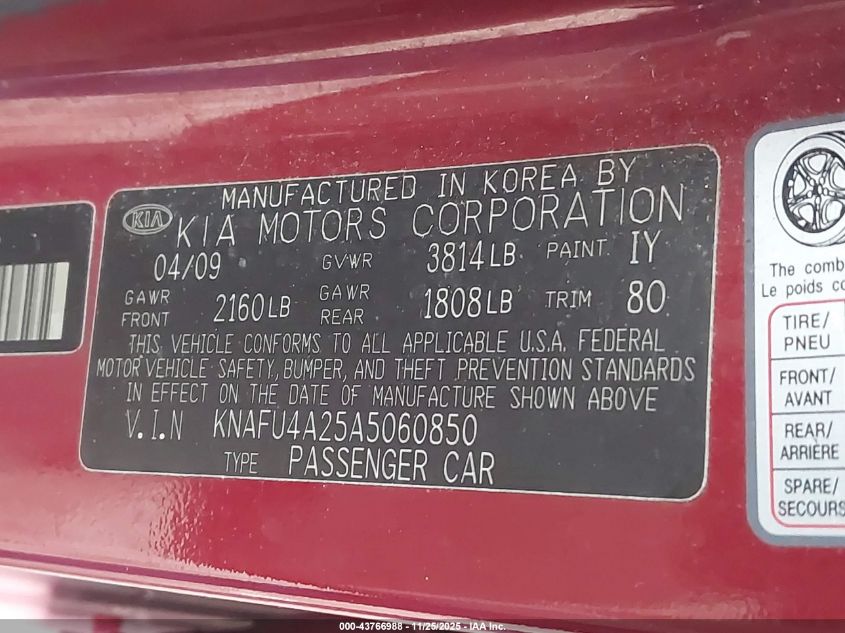 MANUFACTURED IN KOREA BY
KIA KIA MOTORS CORPORATION
04/09 GVWR 3814LB PAINT IY
GAWR FRONT 2160LB GAWR REAR 1808LB TRIM 80
THIS VEHICLE CONFORMS TO ALL APPLICABLE U.S.A. FEDERAL
MOTOR VEHICLE SAFETY, BUMPER, AND THEFT PREVENTION STANDARDS
IN EFFECT ON THE DATE OF MANUFACTURE SHOWN ABOVE
V.I.N KNAFU4A25A5060850
TYPE PASSENGER CAR
The comb
Le poids co
TIRE/
PNEU
FRONT/
AVANT
REAR/
ARRIÈRE
SPARE/
SECOURS
000-43766988 - 11/25/2025 - IAA Inc.